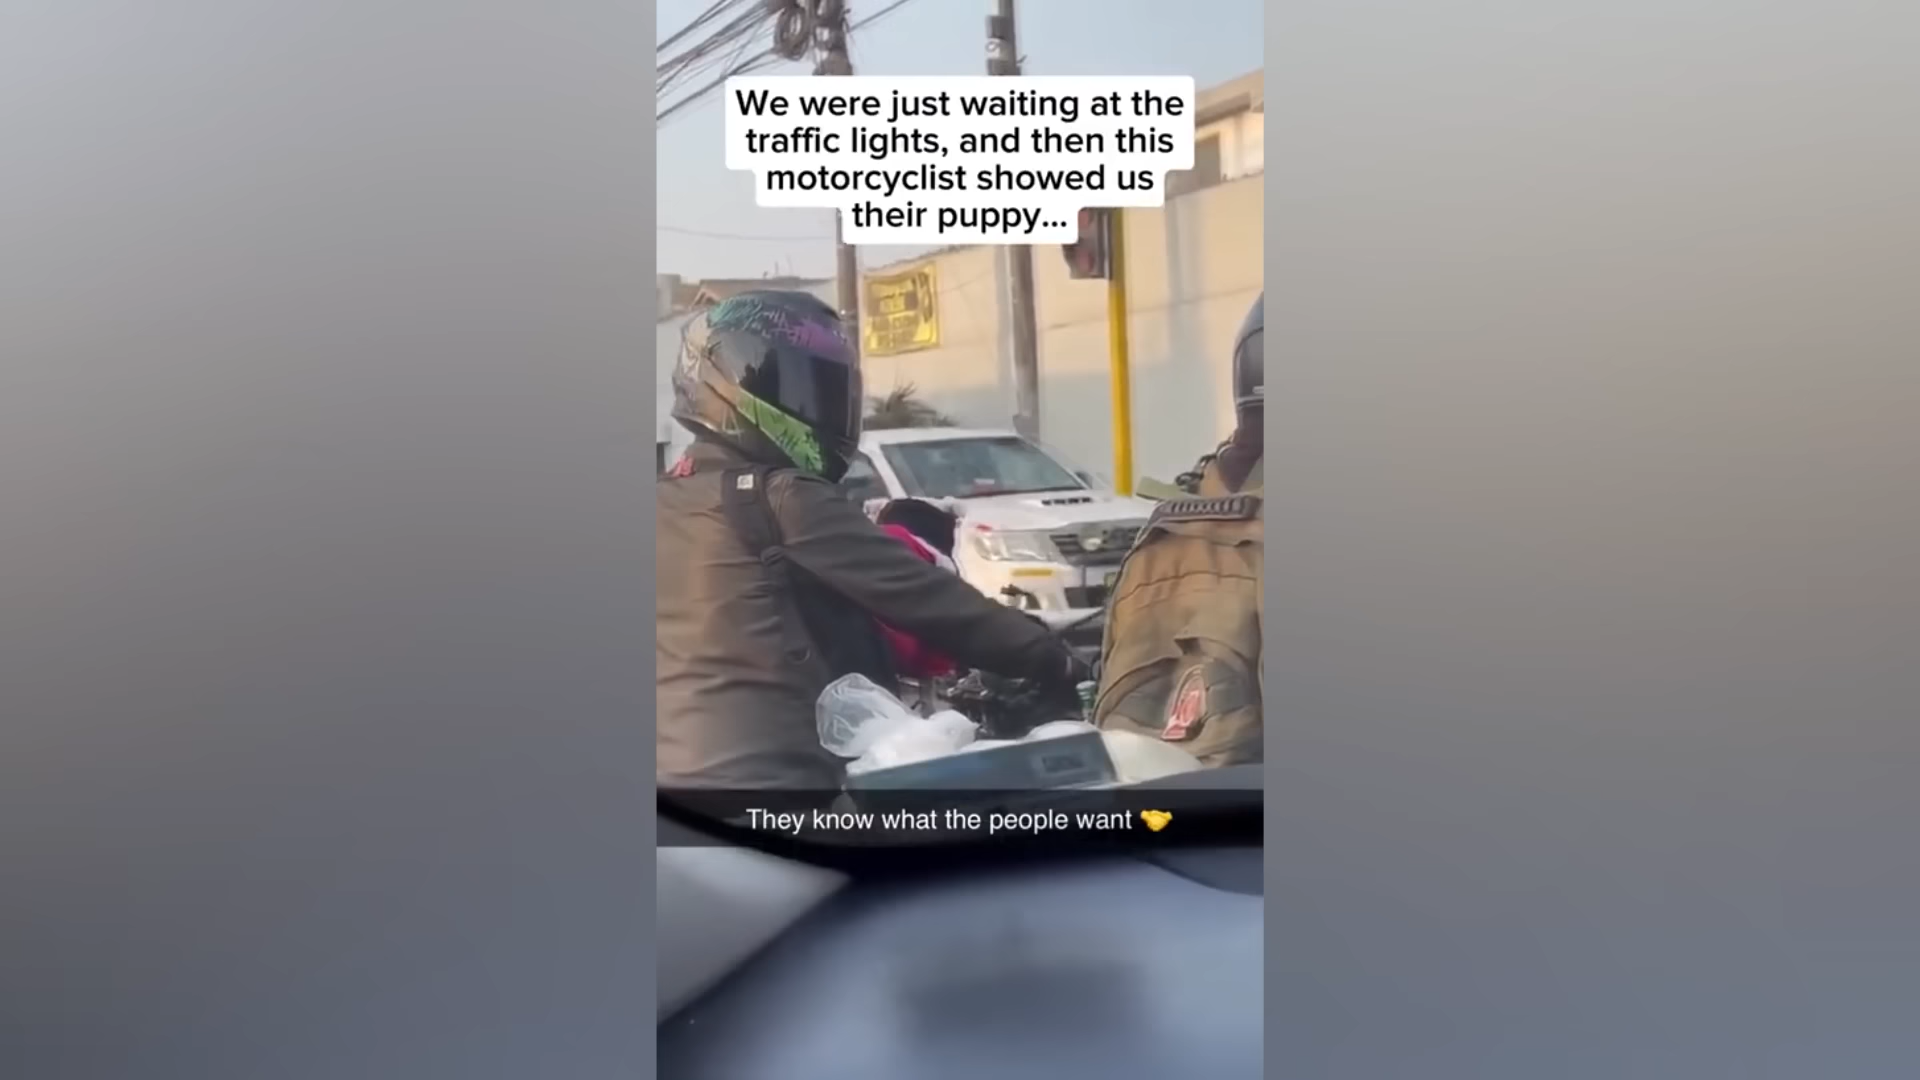 We were just waiting at the
traffic lights, and then this
motorcyclist showed us
their puppy...
They know what the people want 🤝